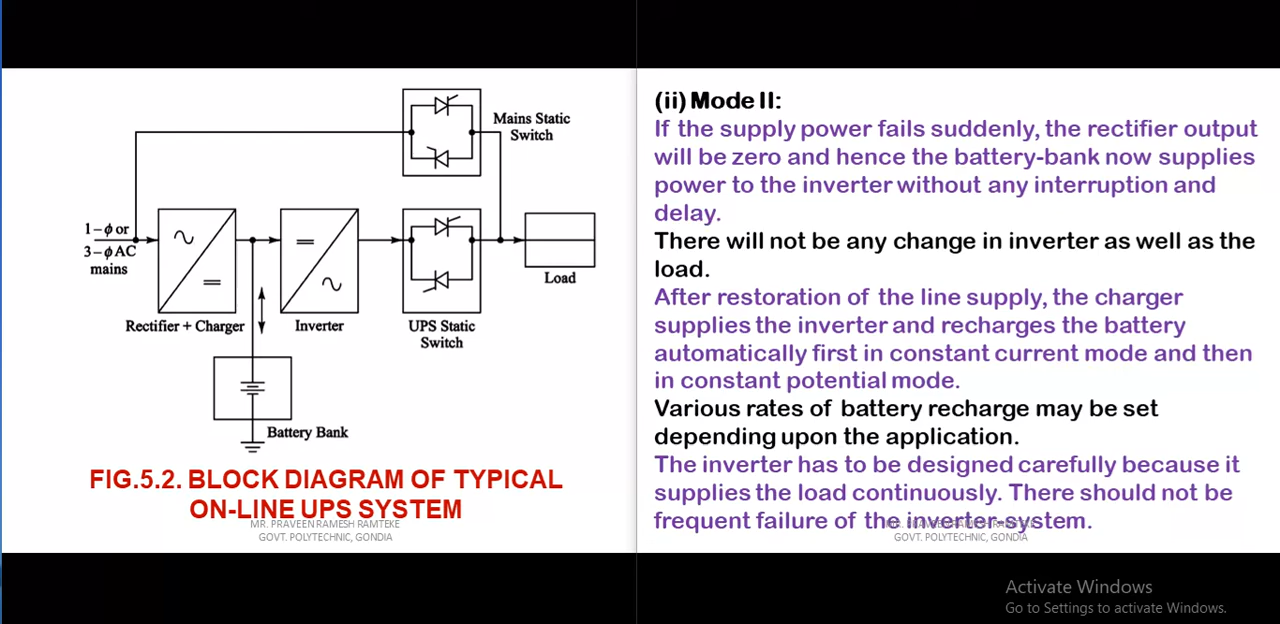 Mains Static
Switch
1–ϕ or
3–ϕ AC
mains
Load
Rectifier + Charger
Inverter
UPS Static
Switch
Battery Bank
FIG.5.2. BLOCK DIAGRAM OF TYPICAL
ON-LINE UPS SYSTEM
MR. PRAVEEN RAMESH RAMTEKE
GOVT. POLYTECHNIC, GONDIA
(ii) Mode II:
If the supply power fails suddenly, the rectifier output
will be zero and hence the battery-bank now supplies
power to the inverter without any interruption and
delay.
There will not be any change in inverter as well as the
load.
After restoration of the line supply, the charger
supplies the inverter and recharges the battery
automatically first in constant current mode and then
in constant potential mode.
Various rates of battery recharge may be set
depending upon the application.
The inverter has to be designed carefully because it
supplies the load continuously. There should not be
frequent failure of the inverter-system.
MR. PRAVEEN RAMESH RAMTEKE
GOVT. POLYTECHNIC, GONDIA
Activate Windows
Go to Settings to activate Windows.